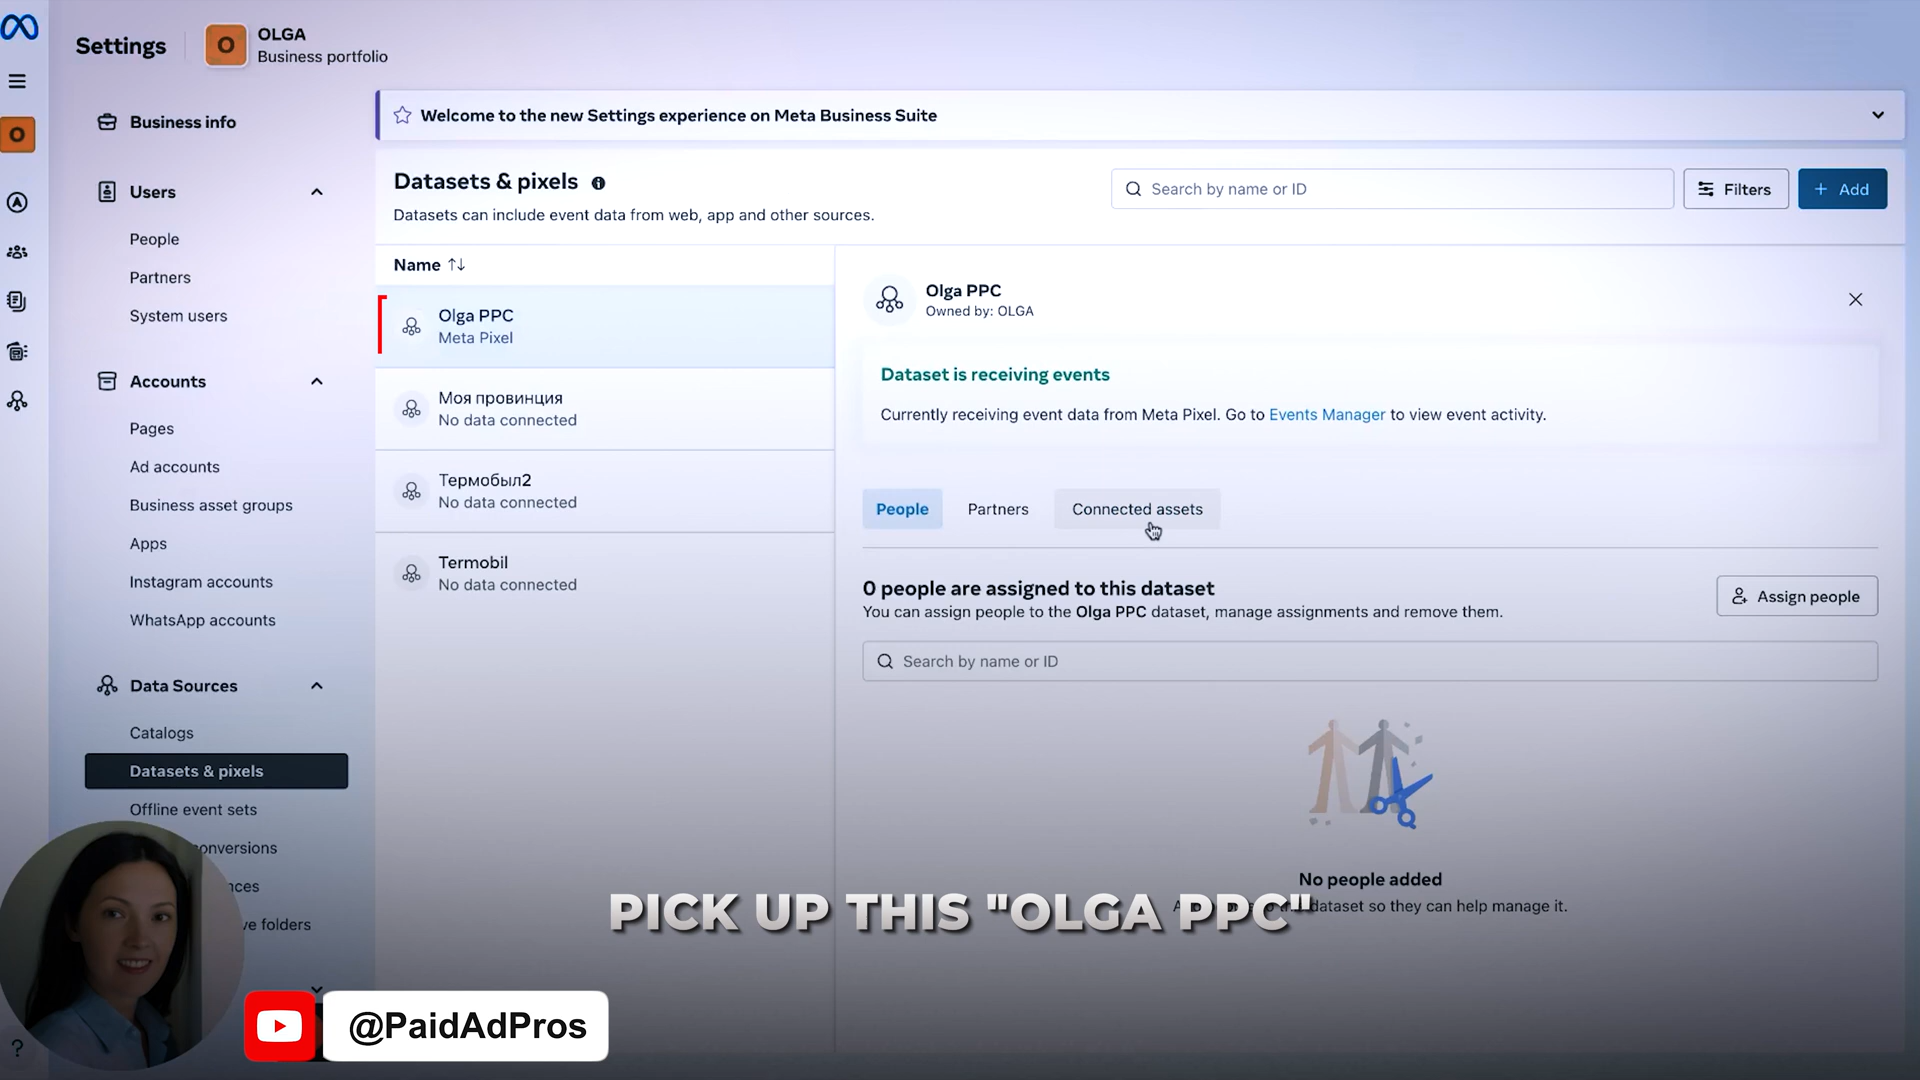 Settings
O
OLGA
Business portfolio
O
Business info
Users
People
Partners
System users
Accounts
Pages
Ad accounts
Business asset groups
Apps
Instagram accounts
WhatsApp accounts
Data Sources
Catalogs
Datasets & pixels
Offline event sets
onversions
nces
ve folders
?
Welcome to the new Settings experience on Meta Business Suite
Datasets & pixels
Datasets can include event data from web, app and other sources.
Search by name or ID
Filters
+ Add
Name
Olga PPC
Meta Pixel
Моя провинция
No data connected
Термобыл2
No data connected
Termobil
No data connected
Olga PPC
Owned by: OLGA
Dataset is receiving events
Currently receiving event data from Meta Pixel. Go to Events Manager to view event activity.
People
Partners
Connected assets
0 people are assigned to this dataset
You can assign people to the Olga PPC dataset, manage assignments and remove them.
Assign people
Search by name or ID
No people added
dataset so they can help manage it.
PICK UP THIS "OLGA PPC"
@PaidAdPros